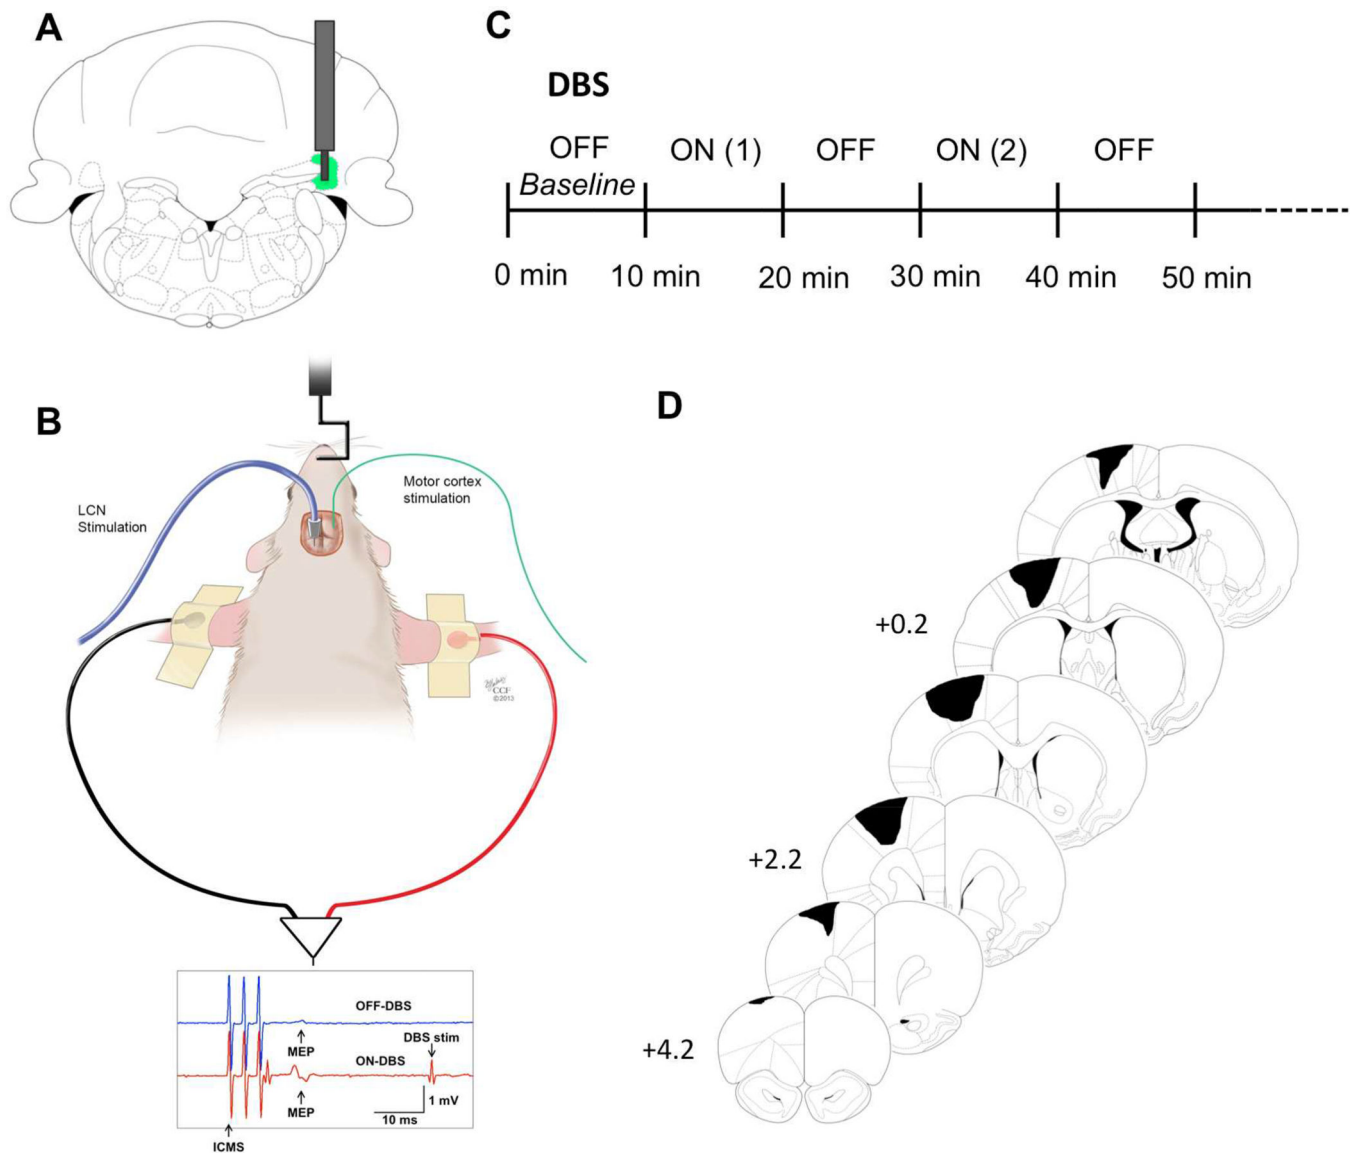 A
C
DBS
OFF
ON (1)
OFF
ON (2)
OFF
Baseline
0 min
10 min
20 min
30 min
40 min
50 min
B
LCN
Stimulation
Motor cortex
stimulation
CCF
©2013
OFF-DBS
MEP
DBS stim
ON-DBS
MEP
1 mV
10 ms
ICMS
D
+0.2
+2.2
+4.2